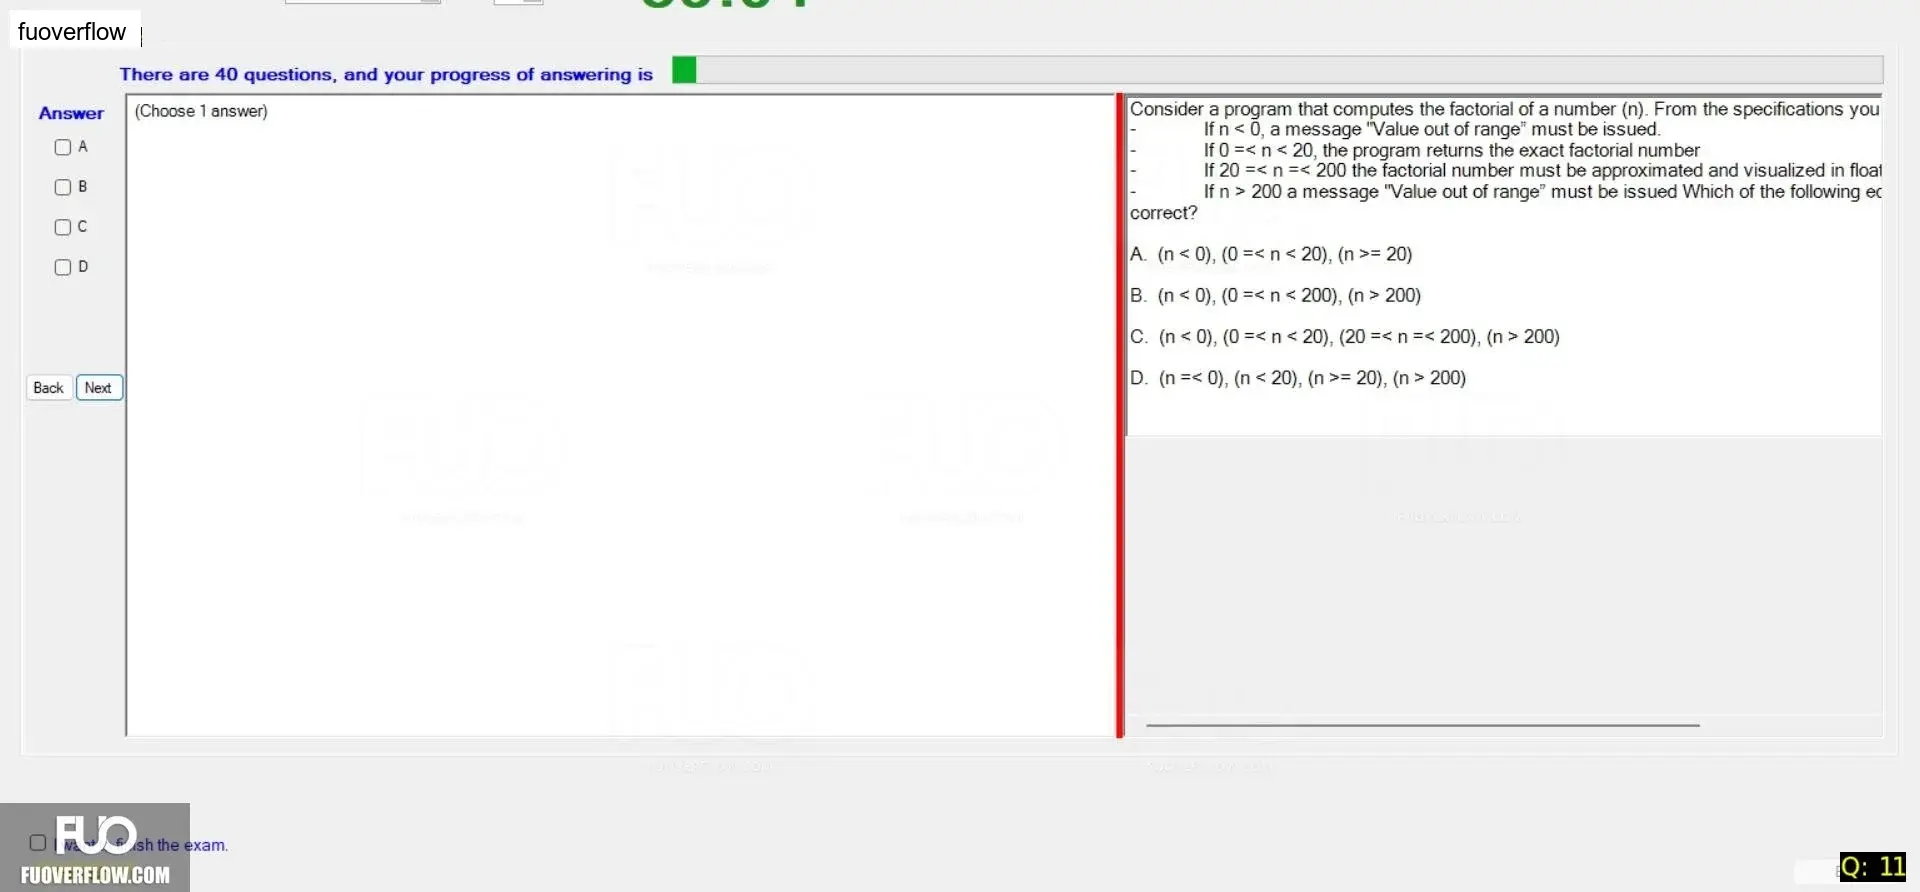 fuoverflow
There are 40 questions, and your progress of answering is
Answer
A
B
C
D
Back Next
(Choose 1 answer)
Consider a program that computes the factorial of a number (n). From the specifications you
- If n < 0, a message "Value out of range" must be issued.
- If 0 =< n < 20, the program returns the exact factorial number
- If 20 =< n =< 200 the factorial number must be approximated and visualized in float
- If n > 200 a message "Value out of range" must be issued Which of the following ec
correct?
A. (n < 0), (0 =< n < 20), (n >= 20)
B. (n < 0), (0 =< n < 200), (n > 200)
C. (n < 0), (0 =< n < 20), (20 =< n =< 200), (n > 200)
D. (n =< 0), (n < 20), (n >= 20), (n > 200)
I want to finish the exam.
FUO
FUOVERFLOW.COM
Q: 11